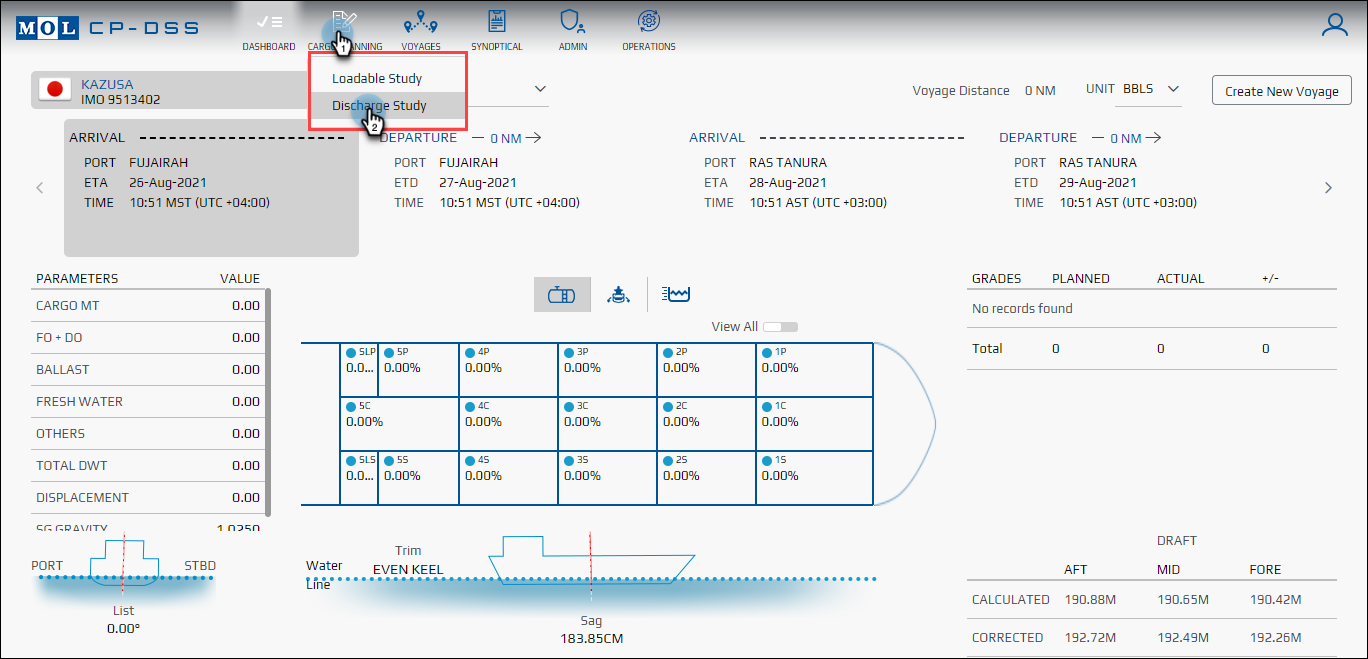 MOL CP-DSS
DASHBOARD CARGO PLANNING VOYAGES SYNOPTICAL ADMIN OPERATIONS
1
Loadable Study
Discharge Study
2
KAZUSA
IMO 9513402
Voyage Distance 0 NM UNIT BBLS Create New Voyage
ARRIVAL DEPARTURE 0 NM ARRIVAL DEPARTURE 0 NM
PORT FUJAIRAH PORT FUJAIRAH PORT RAS TANURA PORT RAS TANURA
ETA 26-Aug-2021 ETD 27-Aug-2021 ETA 28-Aug-2021 ETD 29-Aug-2021
TIME 10:51 MST (UTC +04:00) TIME 10:51 MST (UTC +04:00) TIME 10:51 AST (UTC +03:00) TIME 10:51 AST (UTC +03:00)
PARAMETERS VALUE
CARGO MT 0.00
FO + DO 0.00
BALLAST 0.00
FRESH WATER 0.00
OTHERS 0.00
TOTAL DWT 0.00
DISPLACEMENT 0.00
SG GRAVITY 1.0250
View All
5LP 5P 4P 3P 2P 1P
0.0... 0.00% 0.00% 0.00% 0.00% 0.00%
5C 4C 3C 2C 1C
0.00% 0.00% 0.00% 0.00% 0.00%
5LS 5S 4S 3S 2S 1S
0.0... 0.00% 0.00% 0.00% 0.00% 0.00%
GRADES PLANNED ACTUAL +/-
No records found
Total 0 0 0
PORT STBD
List
0.00°
Water
Line
Trim
EVEN KEEL
Sag
183.85CM
DRAFT
AFT MID FORE
CALCULATED 190.88M 190.65M 190.42M
CORRECTED 192.72M 192.49M 192.26M